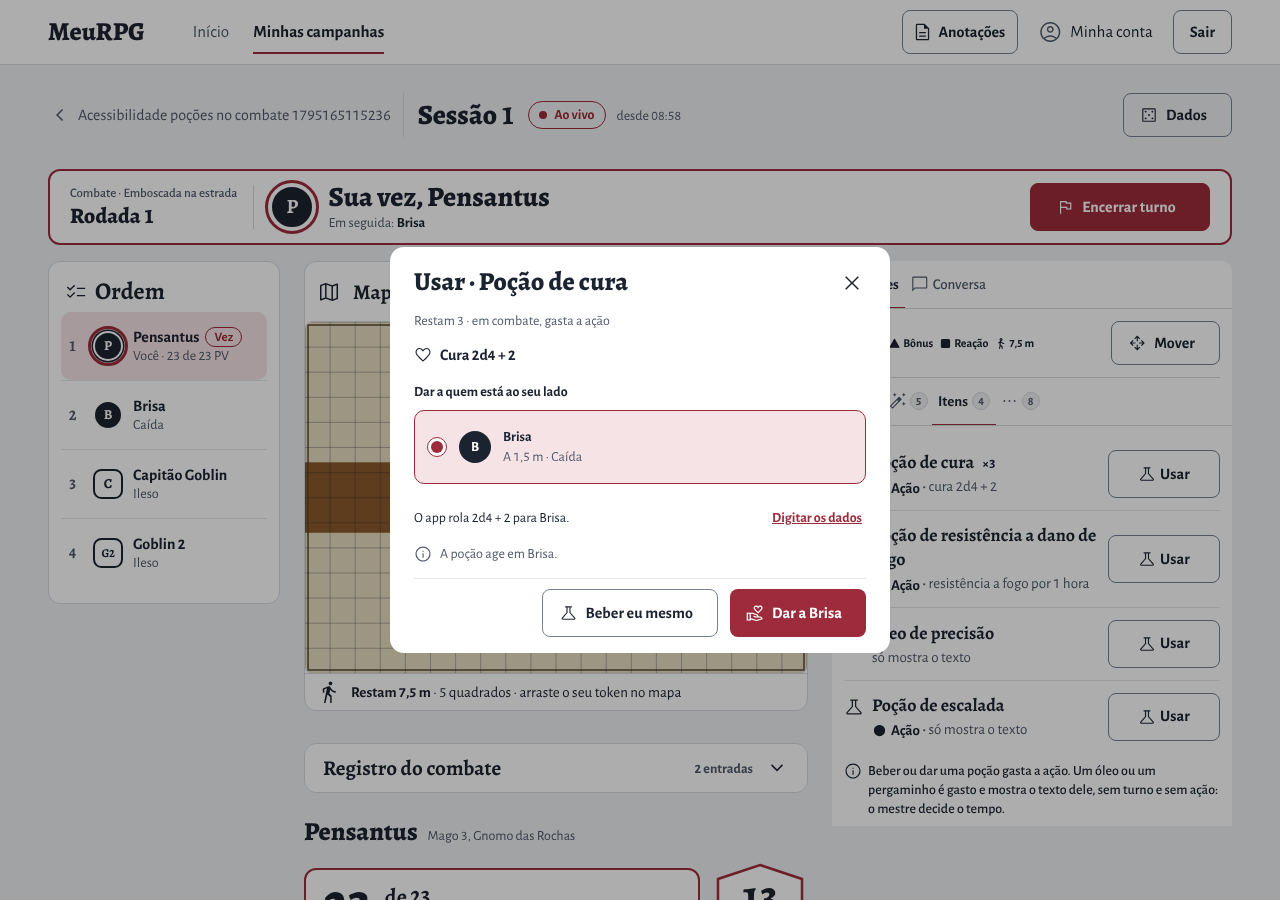 MeuRPG
Início
Minhas campanhas
Anotações
Minha conta
Sair
Acessibilidade poções no combate 1795165115236
Sessão 1
Ao vivo
desde 08:58
Dados
Combate · Emboscada na estrada
Rodada 1
P
Sua vez, Pensantus
Em seguida: Brisa
Encerrar turno
Ordem
1
P
Pensantus
Vez
Você · 23 de 23 PV
2
B
Brisa
Caída
3
C
Capitão Goblin
Ileso
4
G2
Goblin 2
Ileso
Usar · Poção de cura
Restam 3 · em combate, gasta a ação
Cura 2d4 + 2
Dar a quem está ao seu lado
B
Brisa
A 1,5 m · Caída
O app rola 2d4 + 2 para Brisa.
Digitar os dados
A poção age em Brisa.
Beber eu mesmo
Dar a Brisa
Restam 7,5 m · 5 quadrados · arraste o seu token no mapa
Registro do combate
2 entradas
Pensantus
Mago 3, Gnomo das Rochas
de 23
13
Conversa
Bônus
Reação
7,5 m
Mover
5
Itens
4
···
8
de cura ×3
Ação · cura 2d4 + 2
Usar
de resistência a dano de
Ação · resistência a fogo por 1 hora
Usar
de precisão
só mostra o texto
Usar
Poção de escalada
Ação · só mostra o texto
Usar
Beber ou dar uma poção gasta a ação. Um óleo ou um
pergaminho é gasto e mostra o texto dele, sem turno e sem ação:
o mestre decide o tempo.